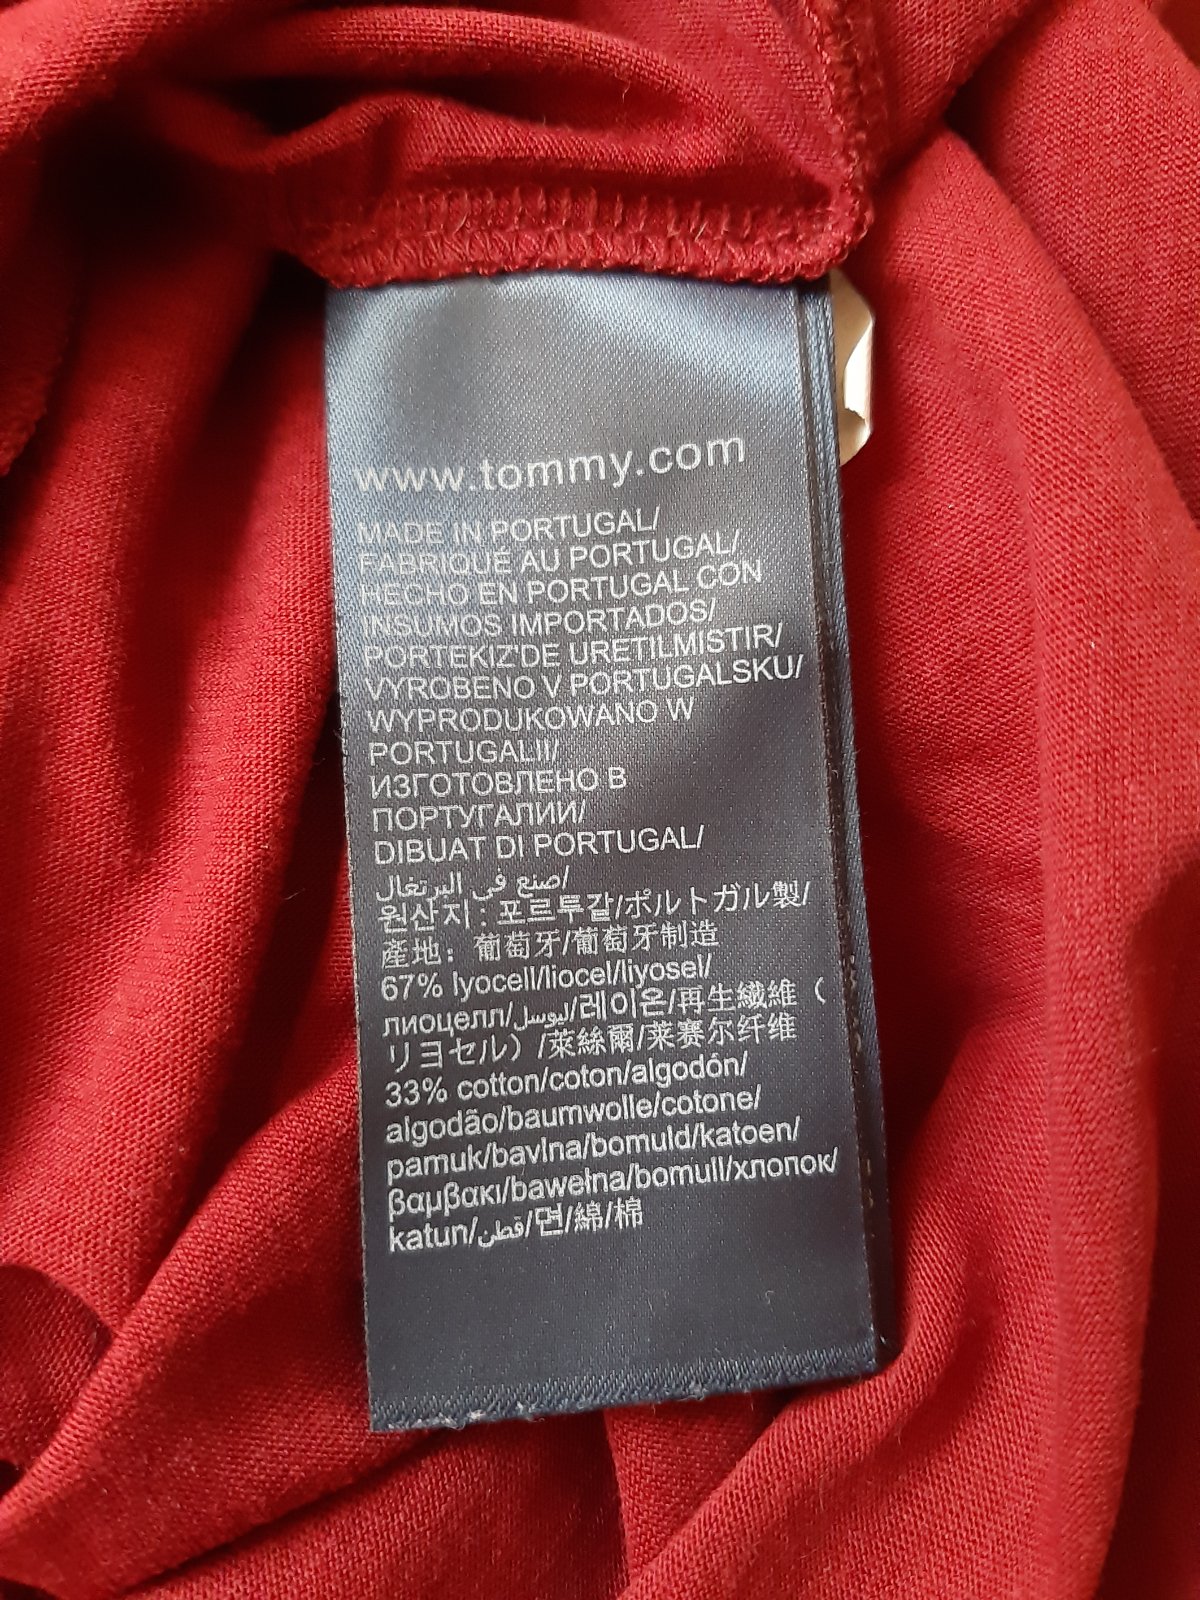 www.tommy.com
MADE IN PORTUGAL/
FABRIQUÉ AU PORTUGAL/
HECHO EN PORTUGAL CON
INSUMOS IMPORTADOS/
PORTEKIZ'DE URETILMISTIR/
VYROBENO V PORTUGALSKU/
WYPRODUKOWANO W
PORTUGALII/
ИЗГОТОВЛЕНО В
ПОРТУГАЛИИ/
DIBUAT DI PORTUGAL/
صنع في البرتغال/
원산지 : 포르투갈/ポルトガル製/
產地: 葡萄牙/葡萄牙制造
67% lyocell/liocel/liyosel/
лиоцелл/ليوسل/레이온/再生繊維（
リヨセル）/萊絲爾/莱赛尔纤维
33% cotton/coton/algodón/
algodão/baumwolle/cotone/
pamuk/bavlna/bomuld/katoen/
βαμβακι/bawełna/bomull/хлопок/
katun/قطن/면/綿/棉